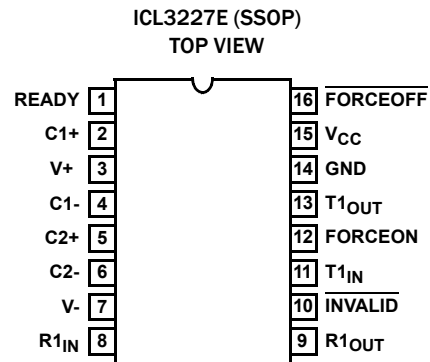 ICL3227E (SSOP)
TOP VIEW
READY 1 16 FORCEOFF
C1+ 2 15 VCC
V+ 3 14 GND
C1- 4 13 T1OUT
C2+ 5 12 FORCEON
C2- 6 11 T1IN
V- 7 10 INVALID
R1IN 8 9 R1OUT